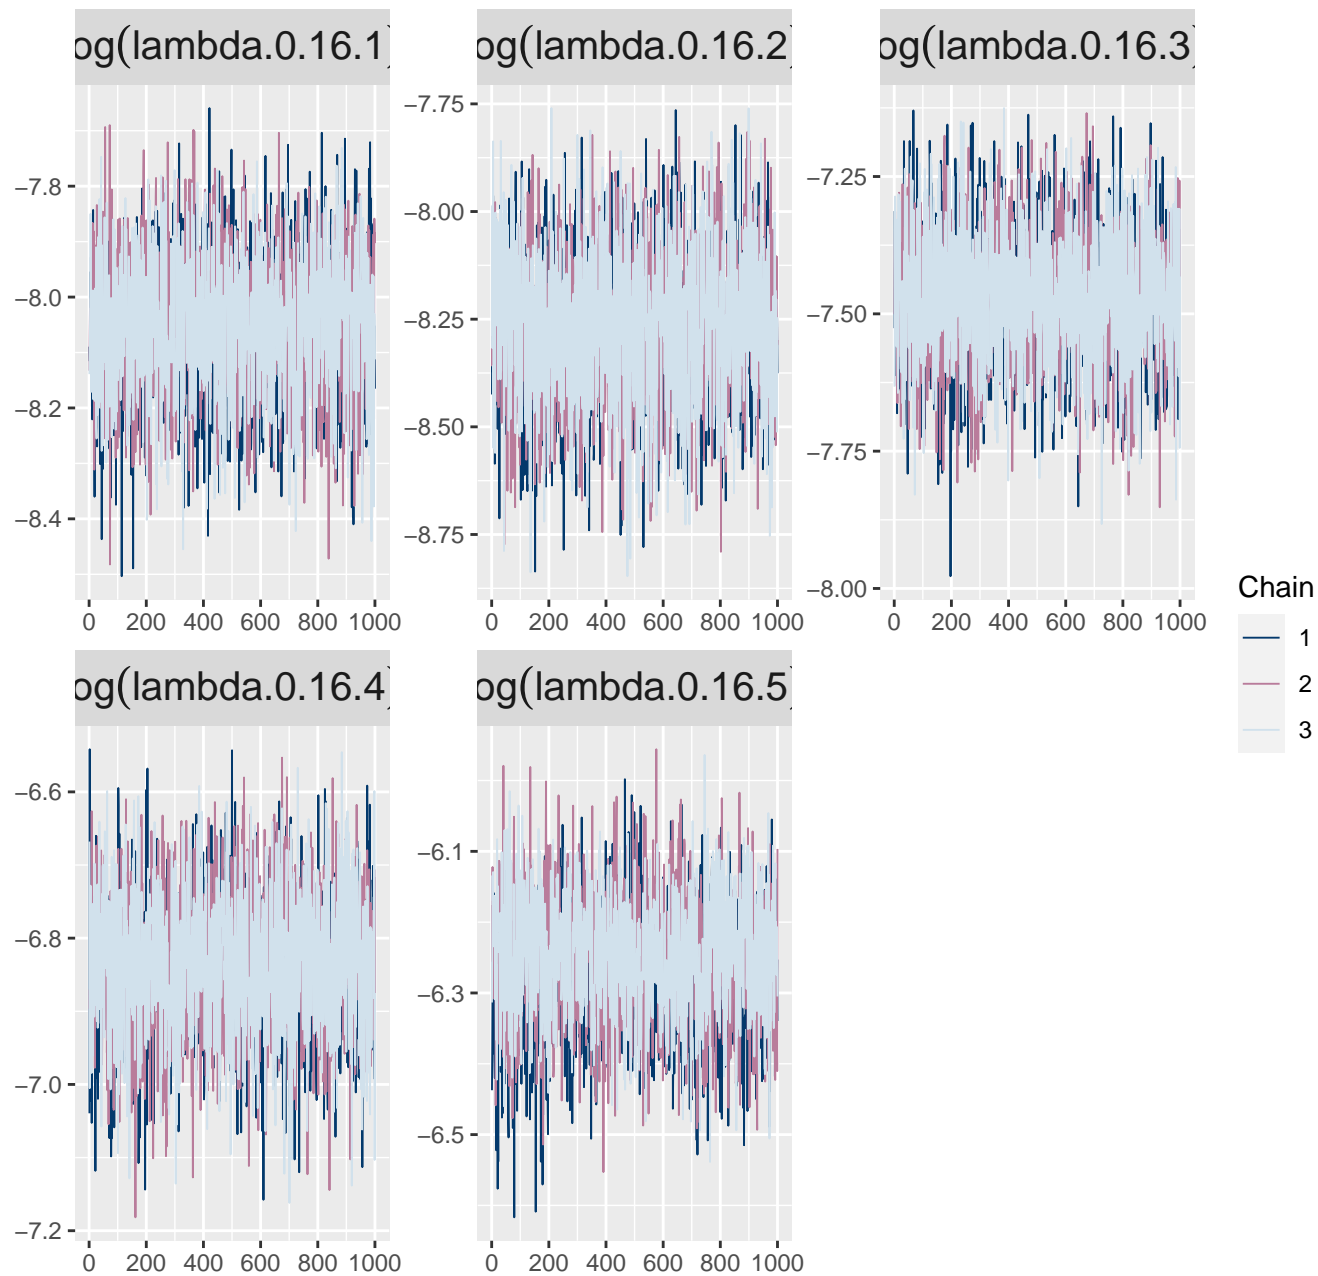 og(lambda.0.16.1)
og(lambda.0.16.2)
og(lambda.0.16.3)
−7.8
−8.0
−8.2
−8.4
−7.75
−8.00
−8.25
−8.50
−8.75
−7.25
−7.50
−7.75
−8.00
0 200 400 600 800 1000
0 200 400 600 800 1000
0 200 400 600 800 1000
og(lambda.0.16.4)
og(lambda.0.16.5)
−6.6
−6.8
−7.0
−7.2
−6.1
−6.3
−6.5
0 200 400 600 800 1000
0 200 400 600 800 1000
Chain
1
2
3